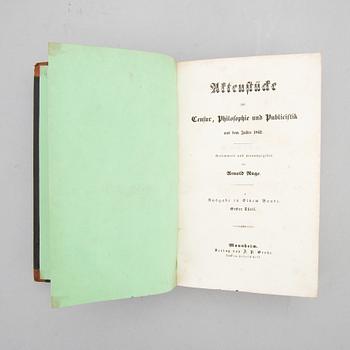 Aktenstücke
zur
Censur, Philosophie und Publicistik
aus dem Jahre 1842
Gesammelt und herausgegeben
von
Arnold Ruge.
Ausgabe in Einem Bande.
Erster Theil.
Mannheim.
Verlag von J. P. Grohe.